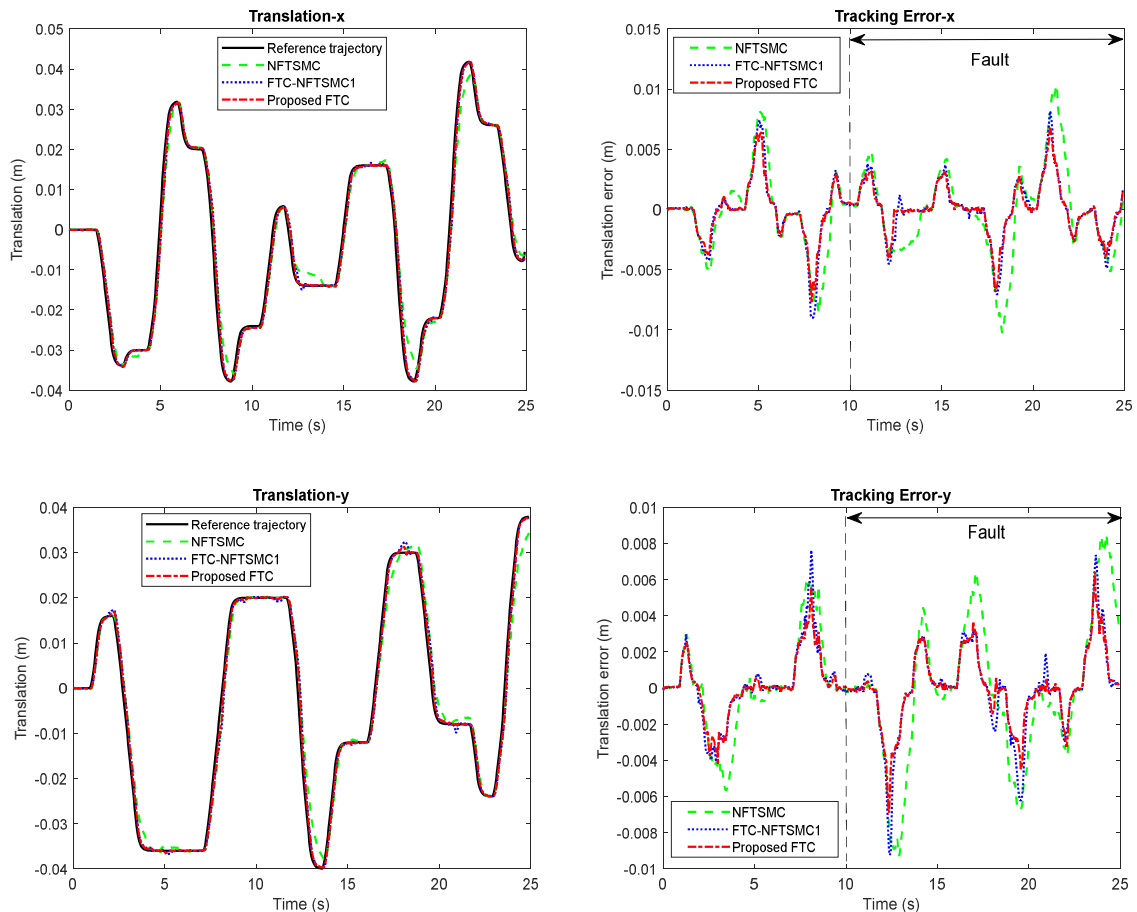 Translation-x
0.05
0.04
0.03
0.02
0.01
0
-0.01
-0.02
-0.03
-0.04
Translation (m)
Reference trajectory
NFTSMC
FTC-NFTSMC1
Proposed FTC
0 5 10 15 20 25
Time (s)
Tracking Error-x
0.015
0.01
0.005
0
-0.005
-0.01
-0.015
Translation error (m)
NFTSMC
FTC-NFTSMC1
Proposed FTC
Fault
0 5 10 15 20 25
Time (s)
Translation-y
0.04
0.03
0.02
0.01
0
-0.01
-0.02
-0.03
-0.04
Translation (m)
Reference trajectory
NFTSMC
FTC-NFTSMC1
Proposed FTC
0 5 10 15 20 25
Time (s)
Tracking Error-y
0.01
0.008
0.006
0.004
0.002
0
-0.002
-0.004
-0.006
-0.008
-0.01
Translation error (m)
Fault
NFTSMC
FTC-NFTSMC1
Proposed FTC
0 5 10 15 20 25
Time (s)